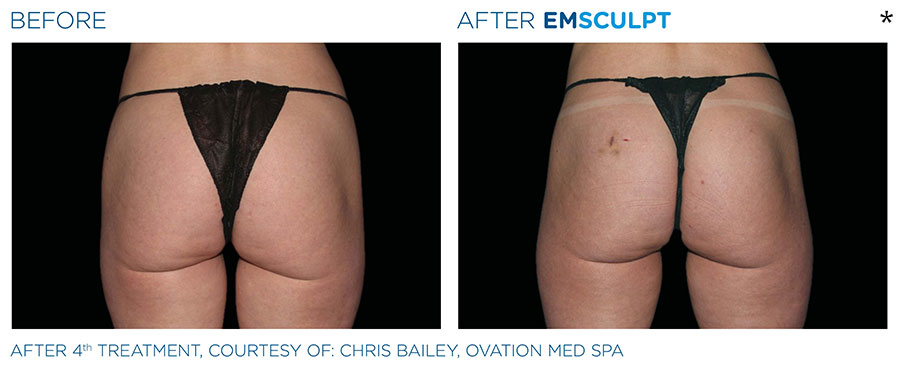 BEFORE
AFTER EMSCULPT
*
AFTER 4th TREATMENT, COURTESY OF: CHRIS BAILEY, OVATION MED SPA